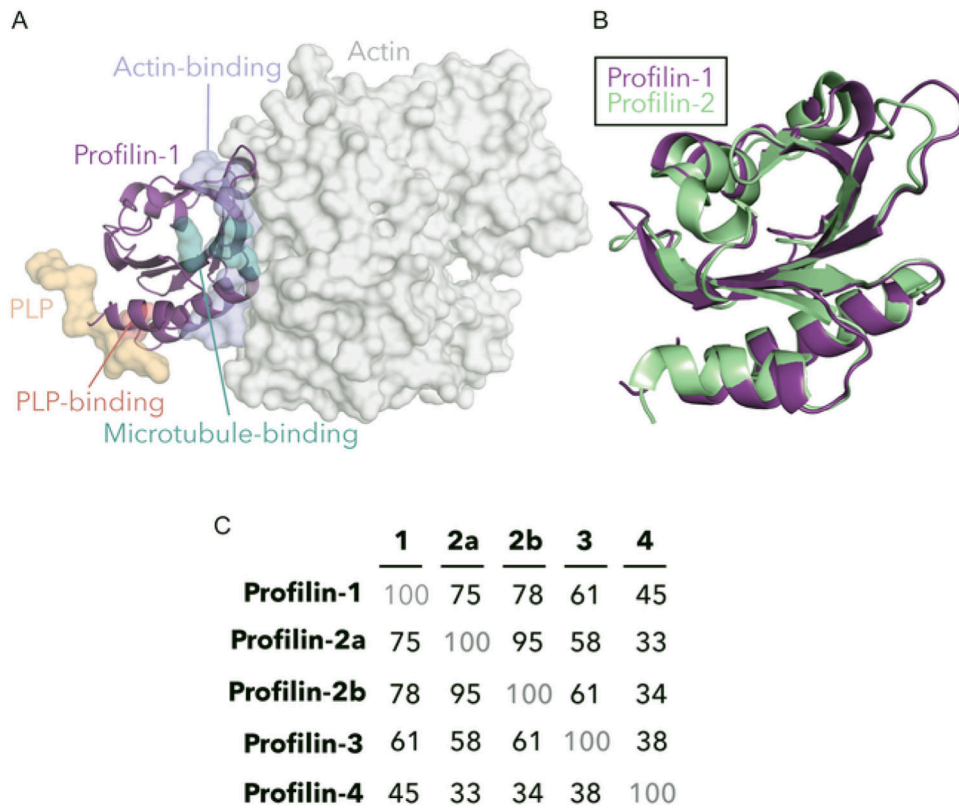 A
Actin-binding
Actin
Profilin-1
PLP
PLP-binding
Microtubule-binding
B
Profilin-1
Profilin-2
C
1 2a 2b 3 4
Profilin-1 100 75 78 61 45
Profilin-2a 75 100 95 58 33
Profilin-2b 78 95 100 61 34
Profilin-3 61 58 61 100 38
Profilin-4 45 33 34 38 100